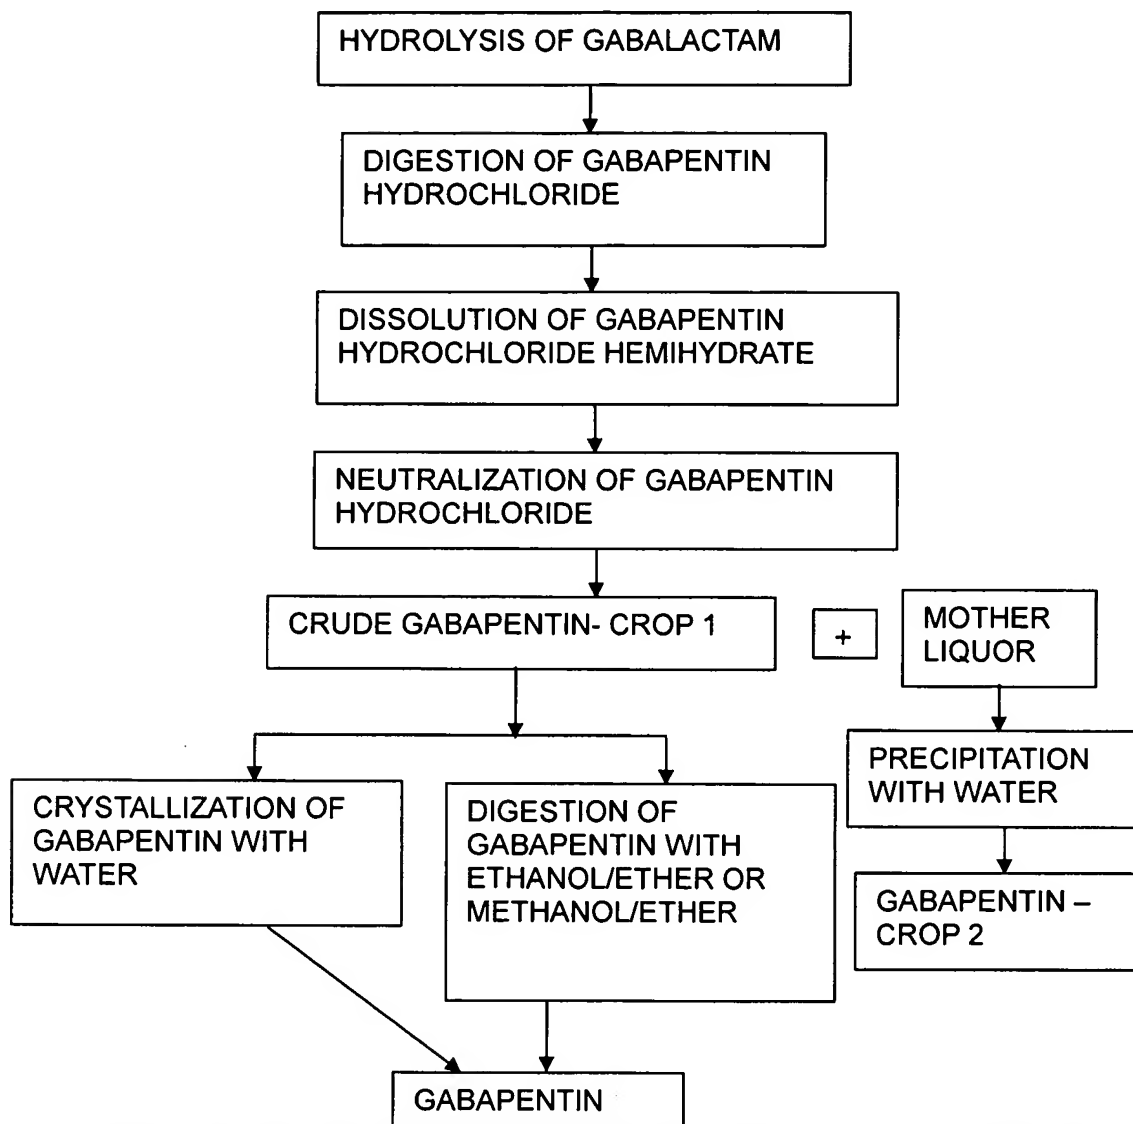 HYDROLYSIS OF GABALACTAM
DIGESTION OF GABAPENTIN
HYDROCHLORIDE
DISSOLUTION OF GABAPENTIN
HYDROCHLORIDE HEMIHYDRATE
NEUTRALIZATION OF GABAPENTIN
HYDROCHLORIDE
CRUDE GABAPENTIN- CROP 1
+
MOTHER
LIQUOR
CRYSTALLIZATION OF
GABAPENTIN WITH
WATER
DIGESTION OF
GABAPENTIN WITH
ETHANOL/ETHER OR
METHANOL/ETHER
PRECIPITATION
WITH WATER
GABAPENTIN –
CROP 2
GABAPENTIN